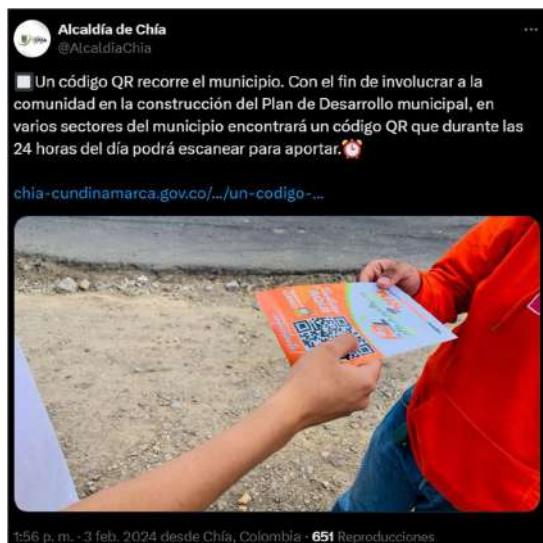 Alcaldía de Chía
@AlcaldiaChia
Un código QR recorre el municipio. Con el fin de involucrar a la
comunidad en la construcción del Plan de Desarrollo municipal, en
varios sectores del municipio encontrará un código QR que durante las
24 horas del día podrá escanear para aportar.⏰
chia-cundinamarca.gov.co/.../un-codigo-...
1:56 p. m. · 3 feb. 2024 desde Chía, Colombia · 651 Reproducciones